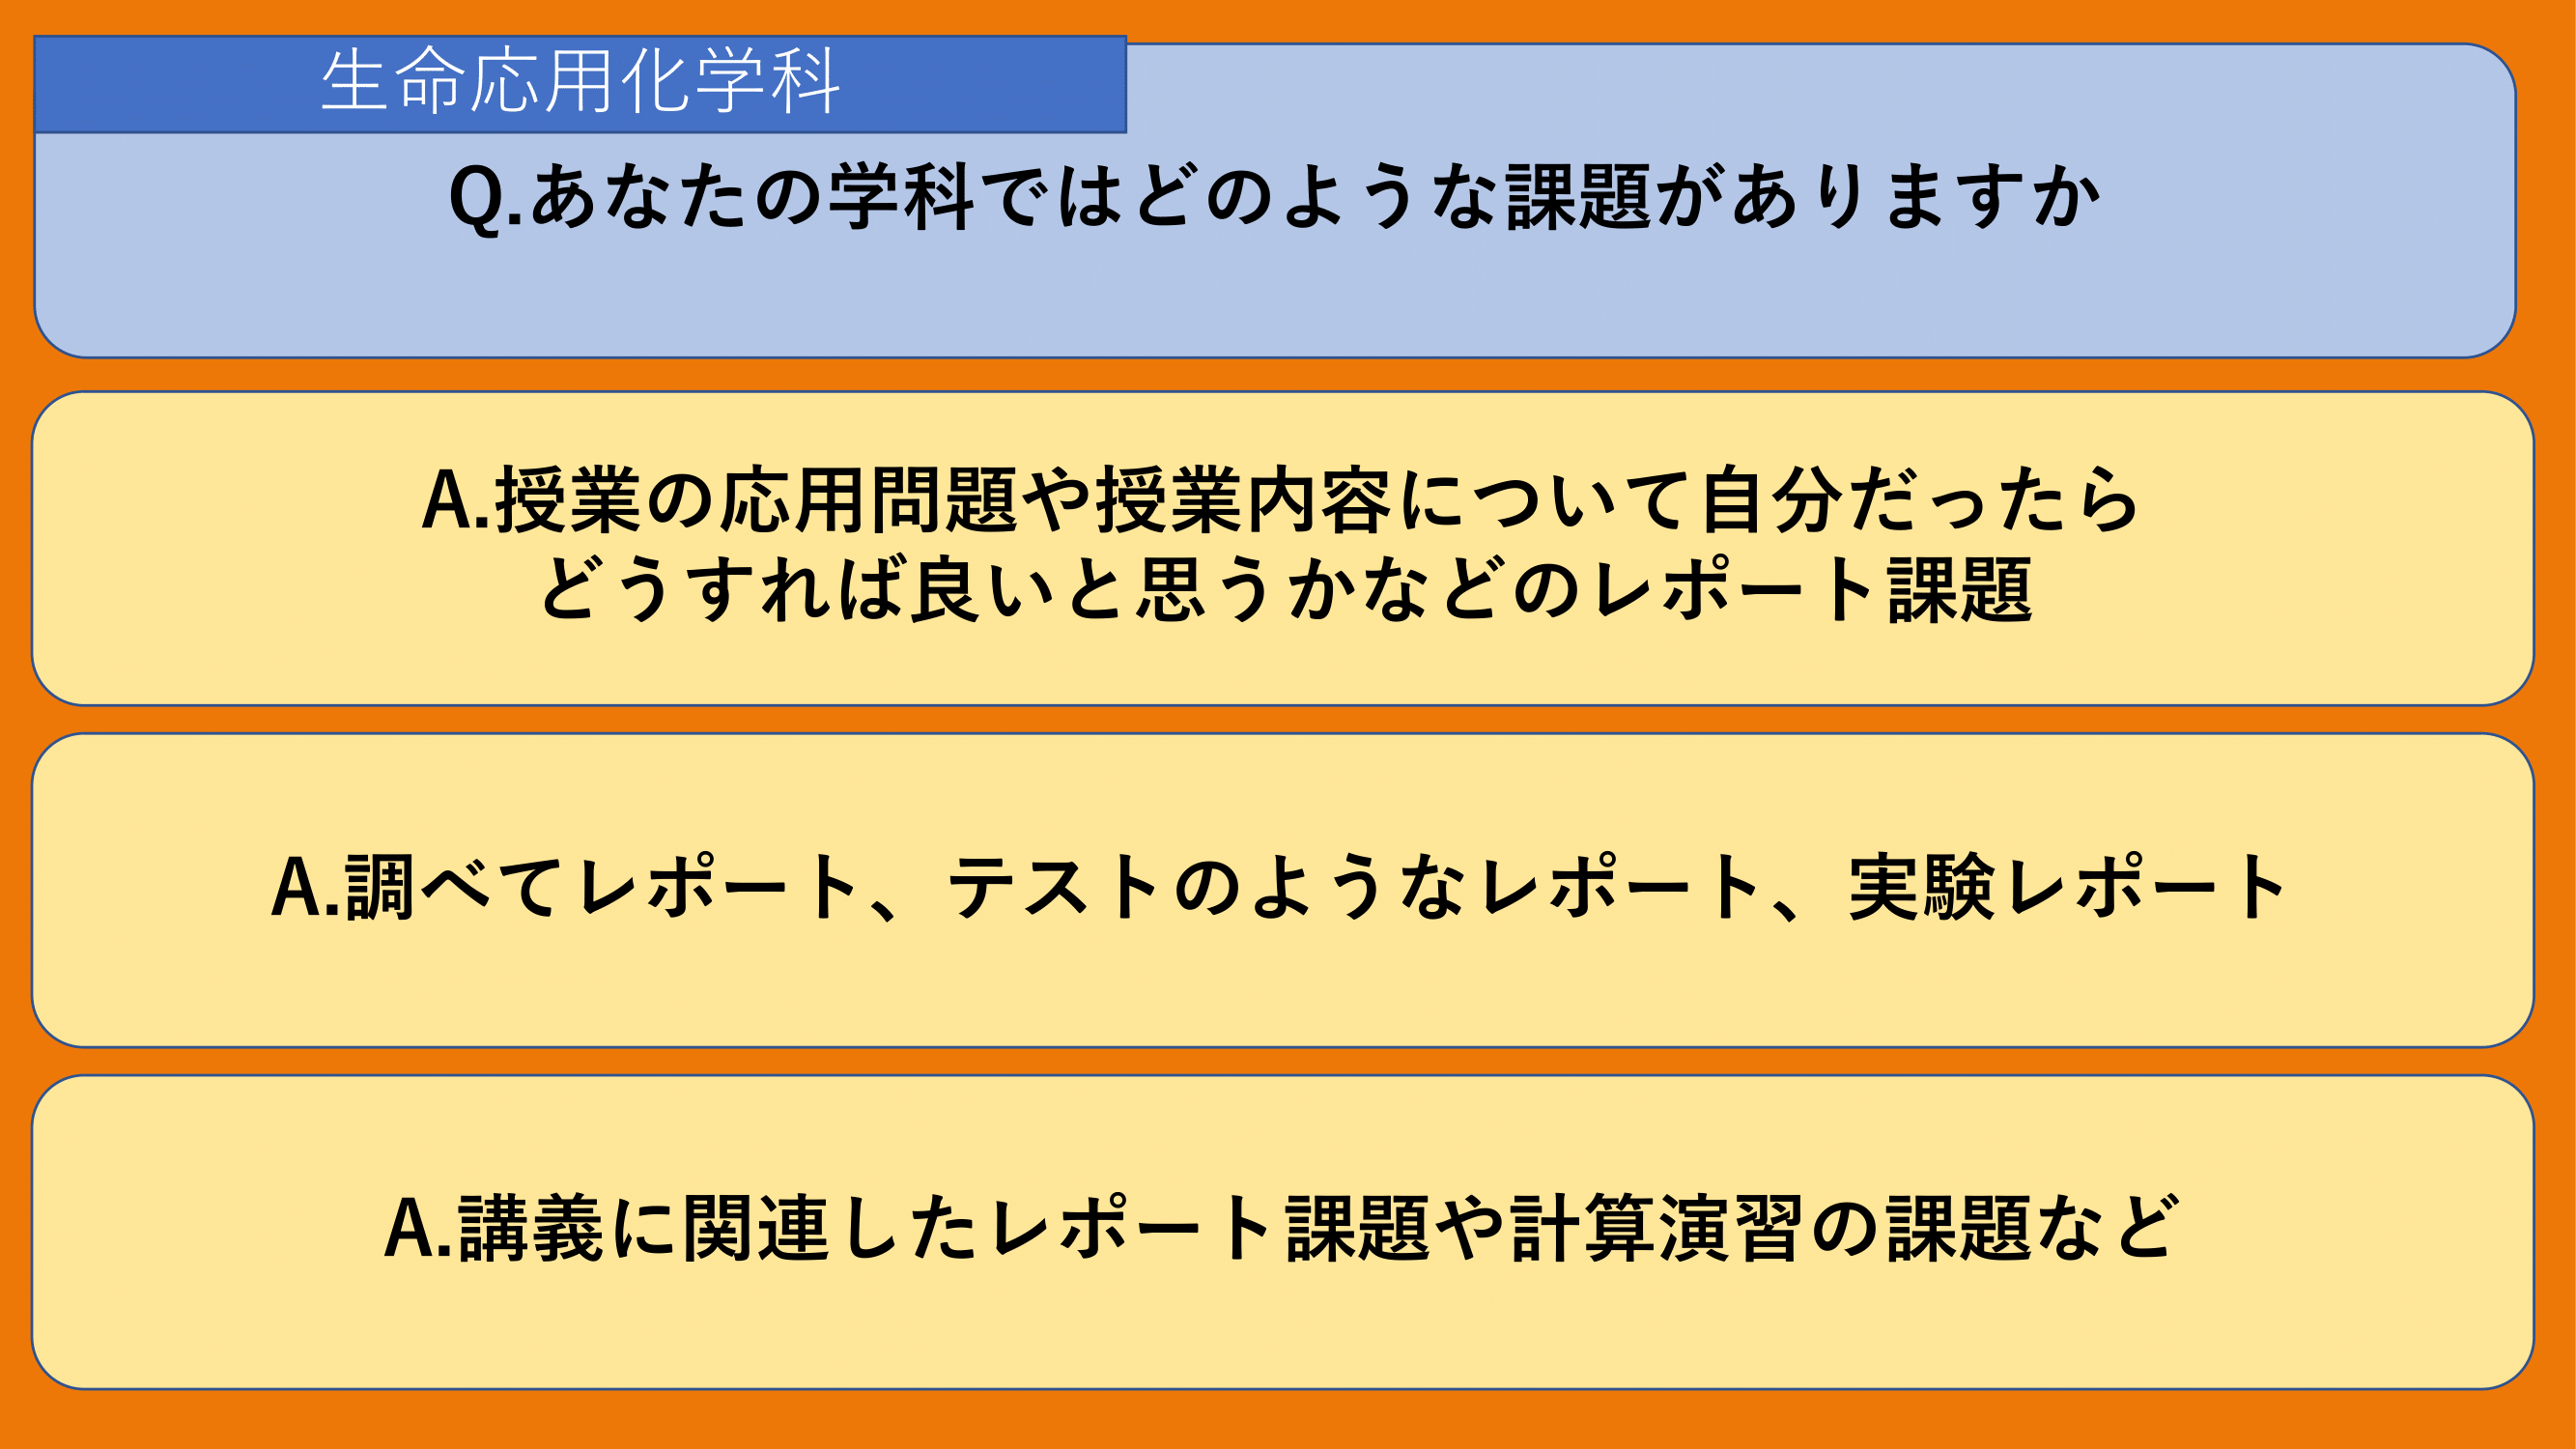 生命応用化学科
Q.あなたの学科ではどのような課題がありますか
A.授業の応用問題や授業内容について自分だったら
どうすれば良いと思うかなどのレポート課題
A.調べてレポート、テストのようなレポート、実験レポート
A.講義に関連したレポート課題や計算演習の課題など